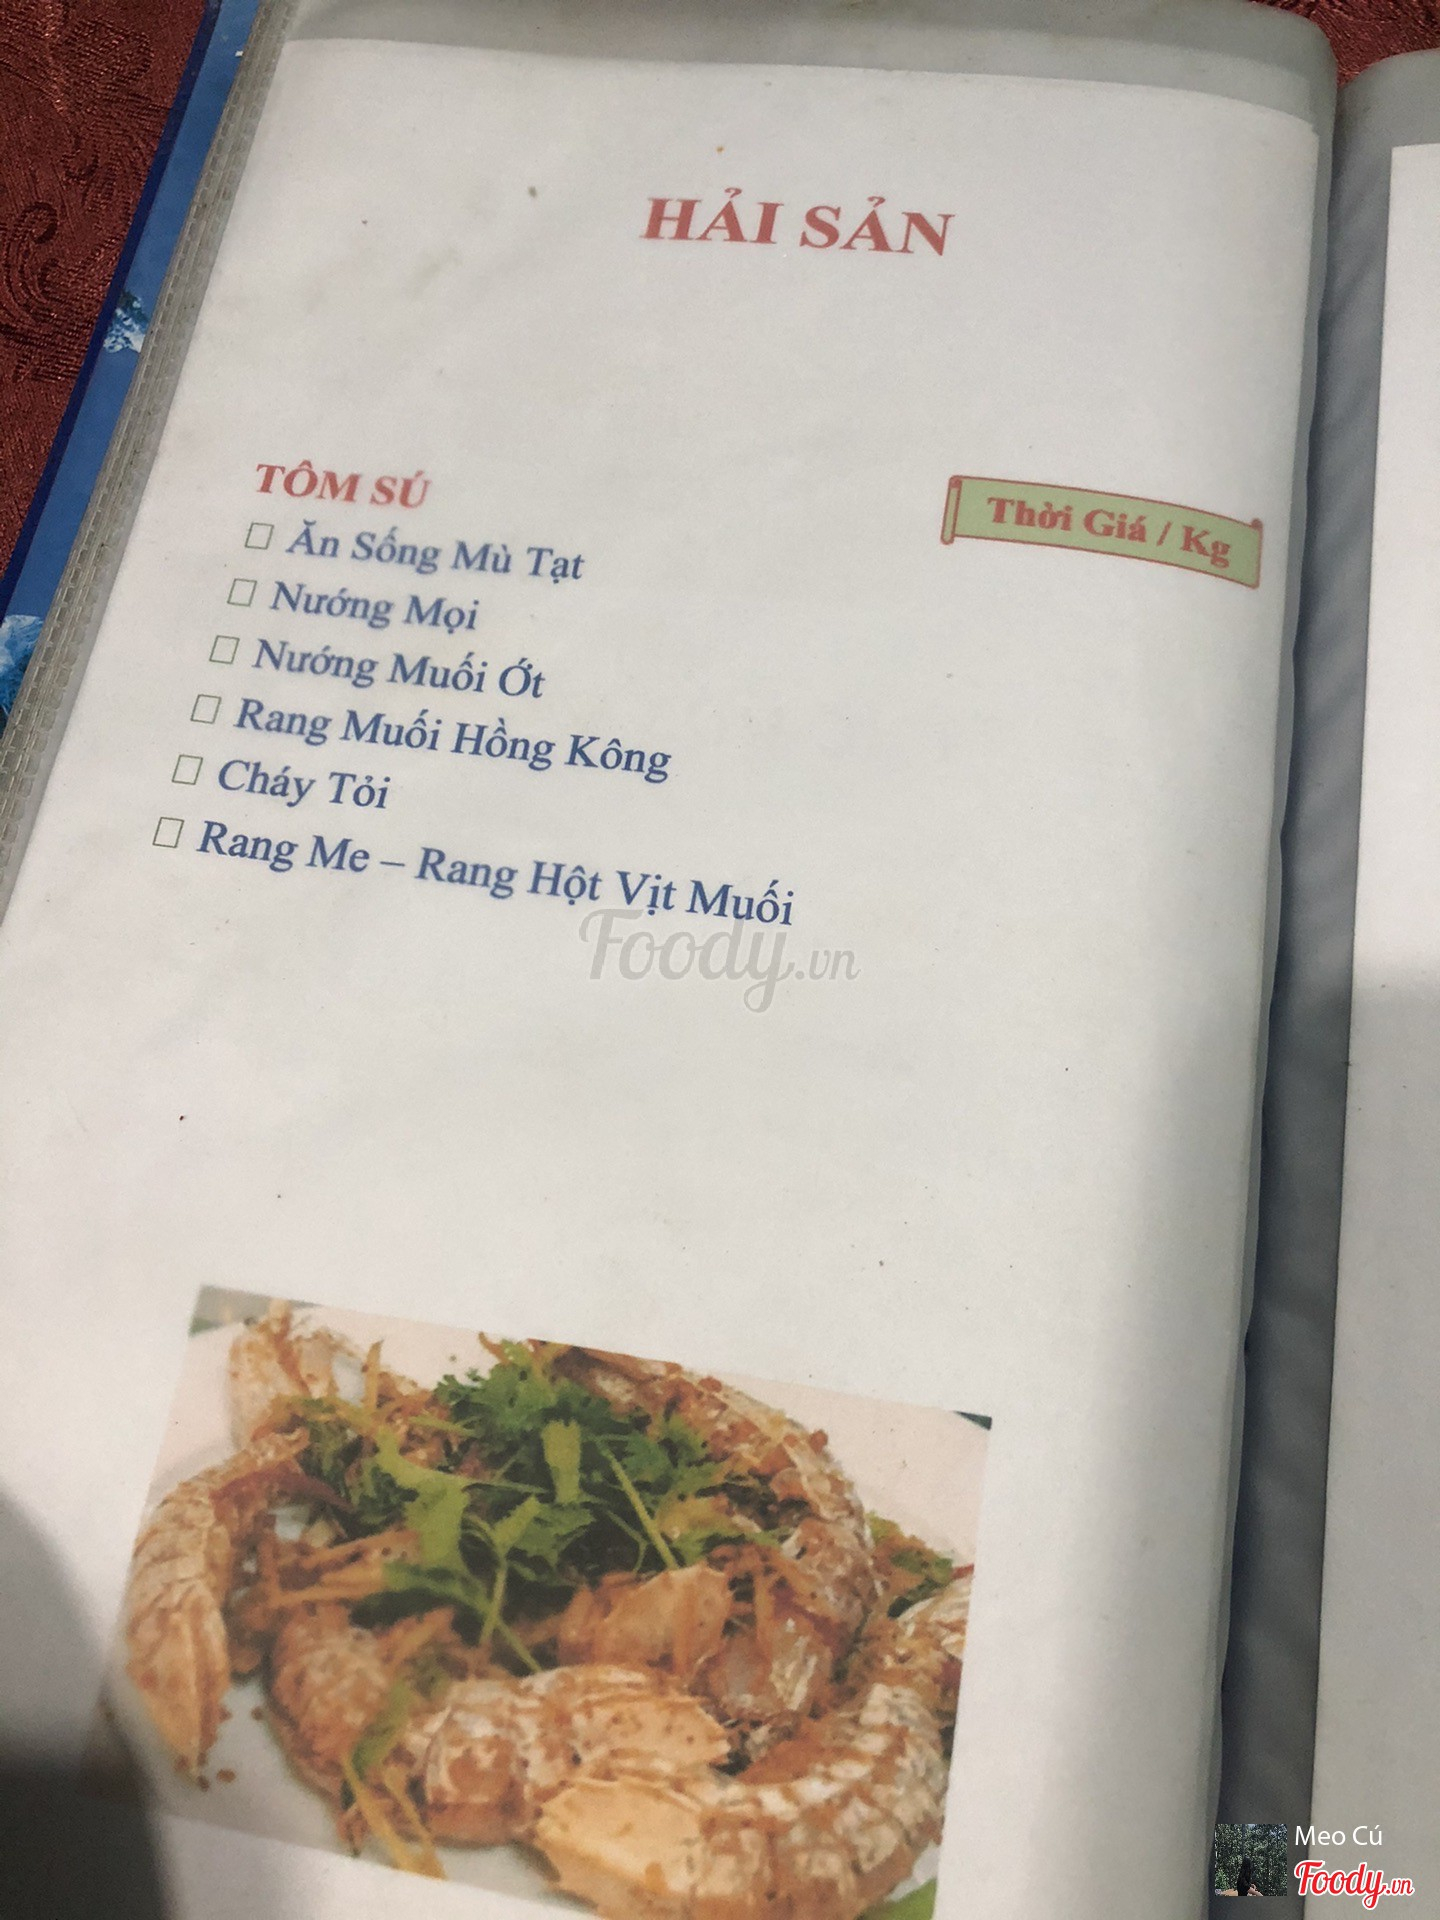 HẢI SẢN
TÔM SÚ
Thời Giá / Kg
Ăn Sống Mù Tạt
Nướng Mọi
Nướng Muối Ớt
Rang Muối Hồng Kông
Cháy Tỏi
Rang Me – Rang Hột Vịt Muối
Foody.vn
Meo Cú
Foody.vn